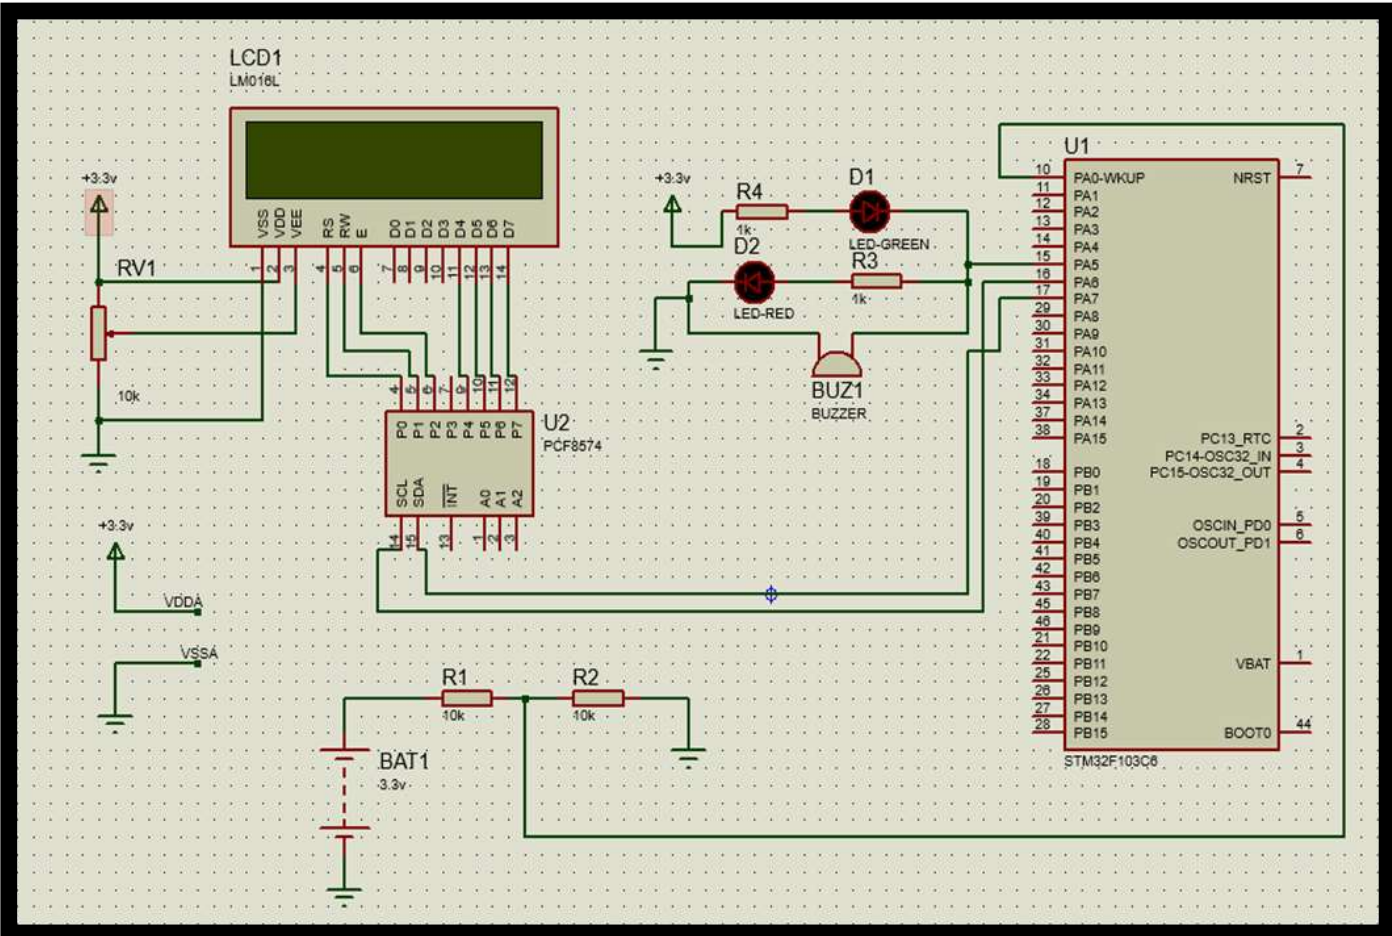 LCD1
LM016L
VSS
VDD
VEE
RS
RW
E
D0
D1
D2
D3
D4
D5
D6
D7
1
2
3
4
5
6
7
8
9
10
11
12
13
14
+3.3v
RV1
10k
4
5
6
7
9
10
11
12
P0
P1
P2
P3
P4
P5
P6
P7
U2
PCF8574
SCL
SDA
INT
A0
A1
A2
14
15
13
1
2
3
+3.3v
VDDA
VSSA
+3.3v
R4
1k
D1
LED-GREEN
D2
LED-RED
R3
1k
BUZ1
BUZZER
R1
10k
R2
10k
BAT1
3.3v
U1
10 PA0-WKUP NRST 7
11 PA1
12 PA2
13 PA3
14 PA4
15 PA5
16 PA6
17 PA7
29 PA8
30 PA9
31 PA10
32 PA11
33 PA12
34 PA13
37 PA14
38 PA15 PC13_RTC 2
PC14-OSC32_IN 3
18 PB0 PC15-OSC32_OUT 4
19 PB1
20 PB2
39 PB3 OSCIN_PD0 5
40 PB4 OSCOUT_PD1 6
41 PB5
42 PB6
43 PB7
45 PB8
46 PB9
21 PB10
22 PB11 VBAT 1
25 PB12
26 PB13
27 PB14
28 PB15 BOOT0 44
STM32F103C6